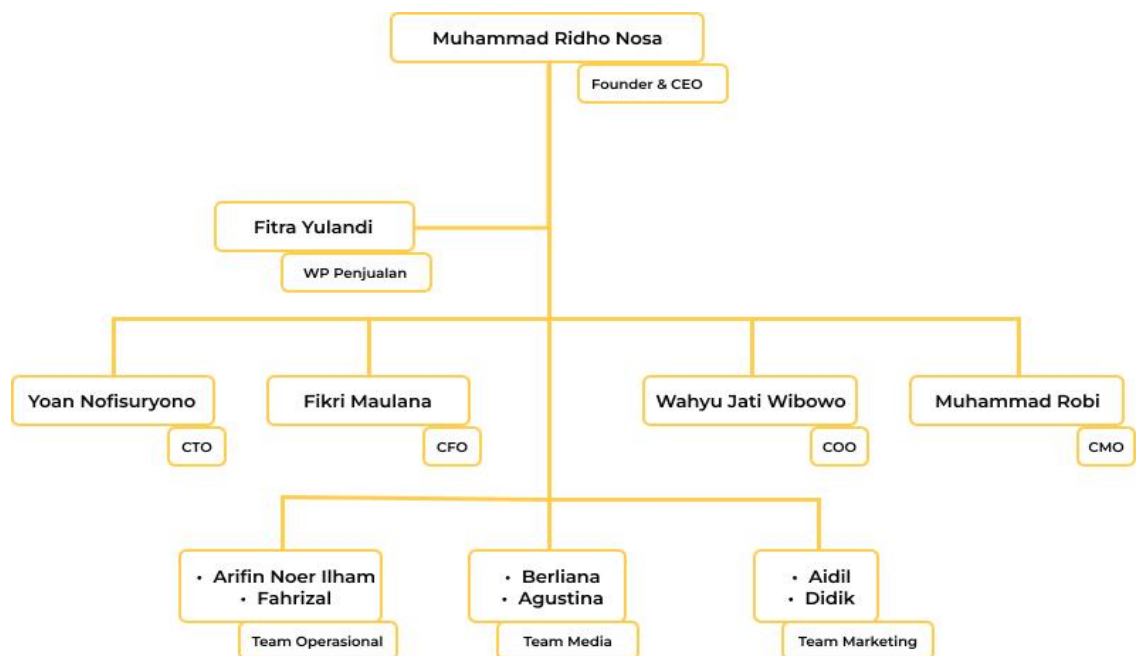 Muhammad Ridho Nosa
Founder & CEO
Fitra Yulandi
WP Penjualan
Yoan Nofisuryono
CTO
Fikri Maulana
CFO
Wahyu Jati Wibowo
COO
Muhammad Robi
CMO
• Arifin Noer Ilham
• Fahrizal
Team Operasional
• Berliana
• Agustina
Team Media
• Aidil
• Didik
Team Marketing